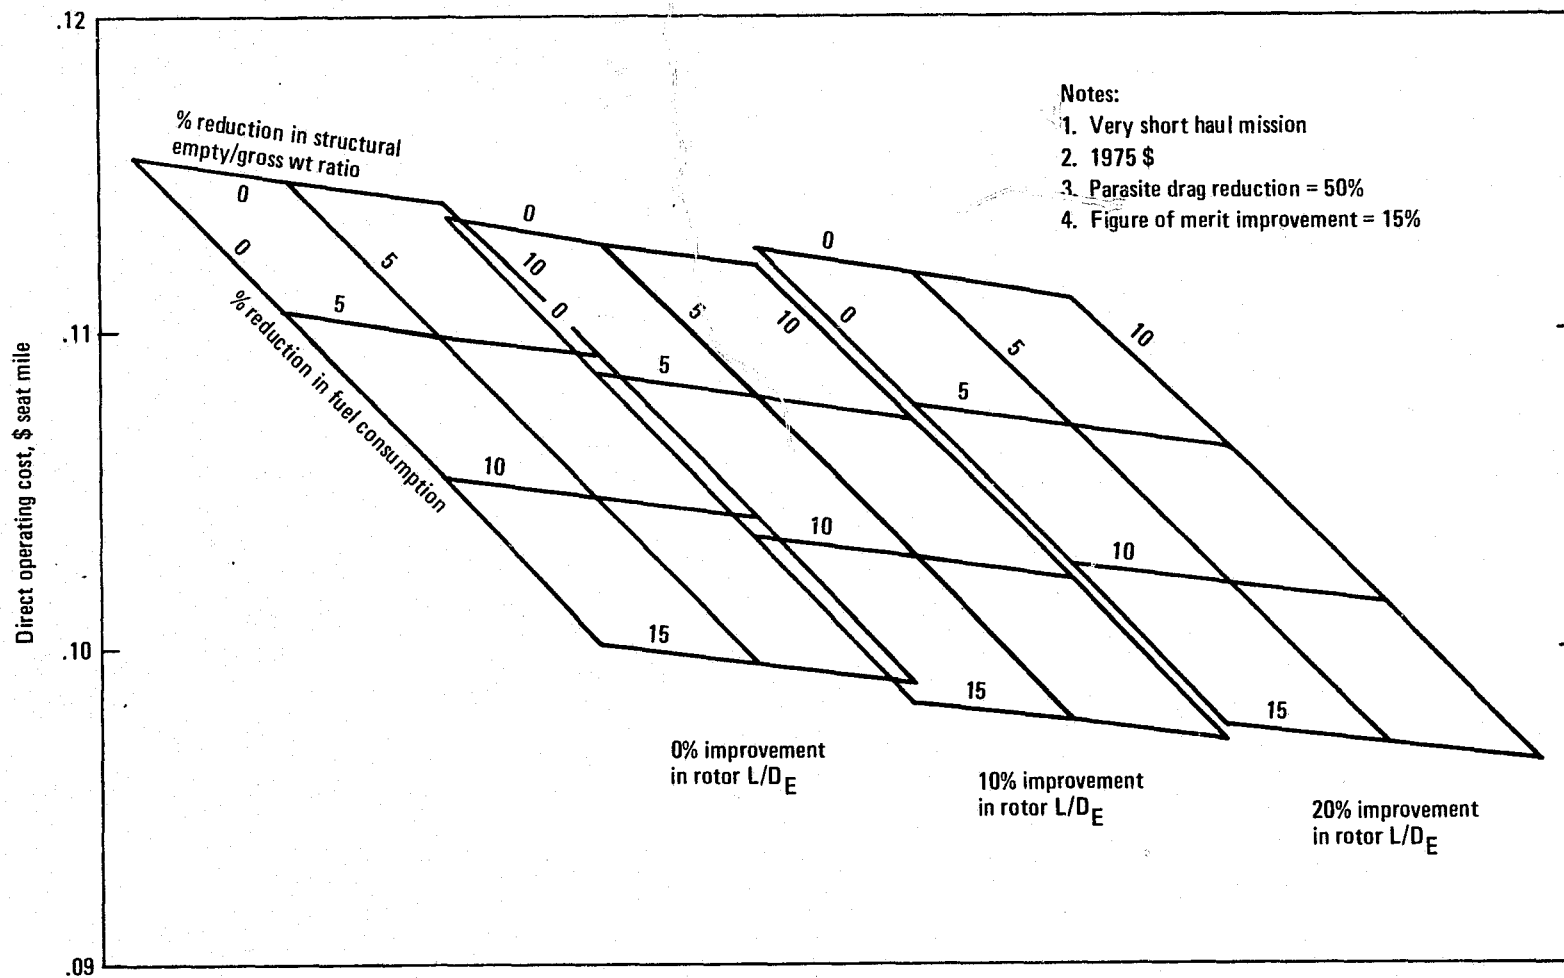 .12
.11
.10
.09
Direct operating cost, $ seat mile
% reduction in structural
empty/gross wt ratio
% reduction in fuel consumption
0
0
5
5
10
10
15
0
0
5
5
10
10
15
0
0
5
5
10
10
15
Notes:
1. Very short haul mission
2. 1975 $
3. Parasite drag reduction = 50%
4. Figure of merit improvement = 15%
0% improvement
in rotor L/DE
10% improvement
in rotor L/DE
20% improvement
in rotor L/DE